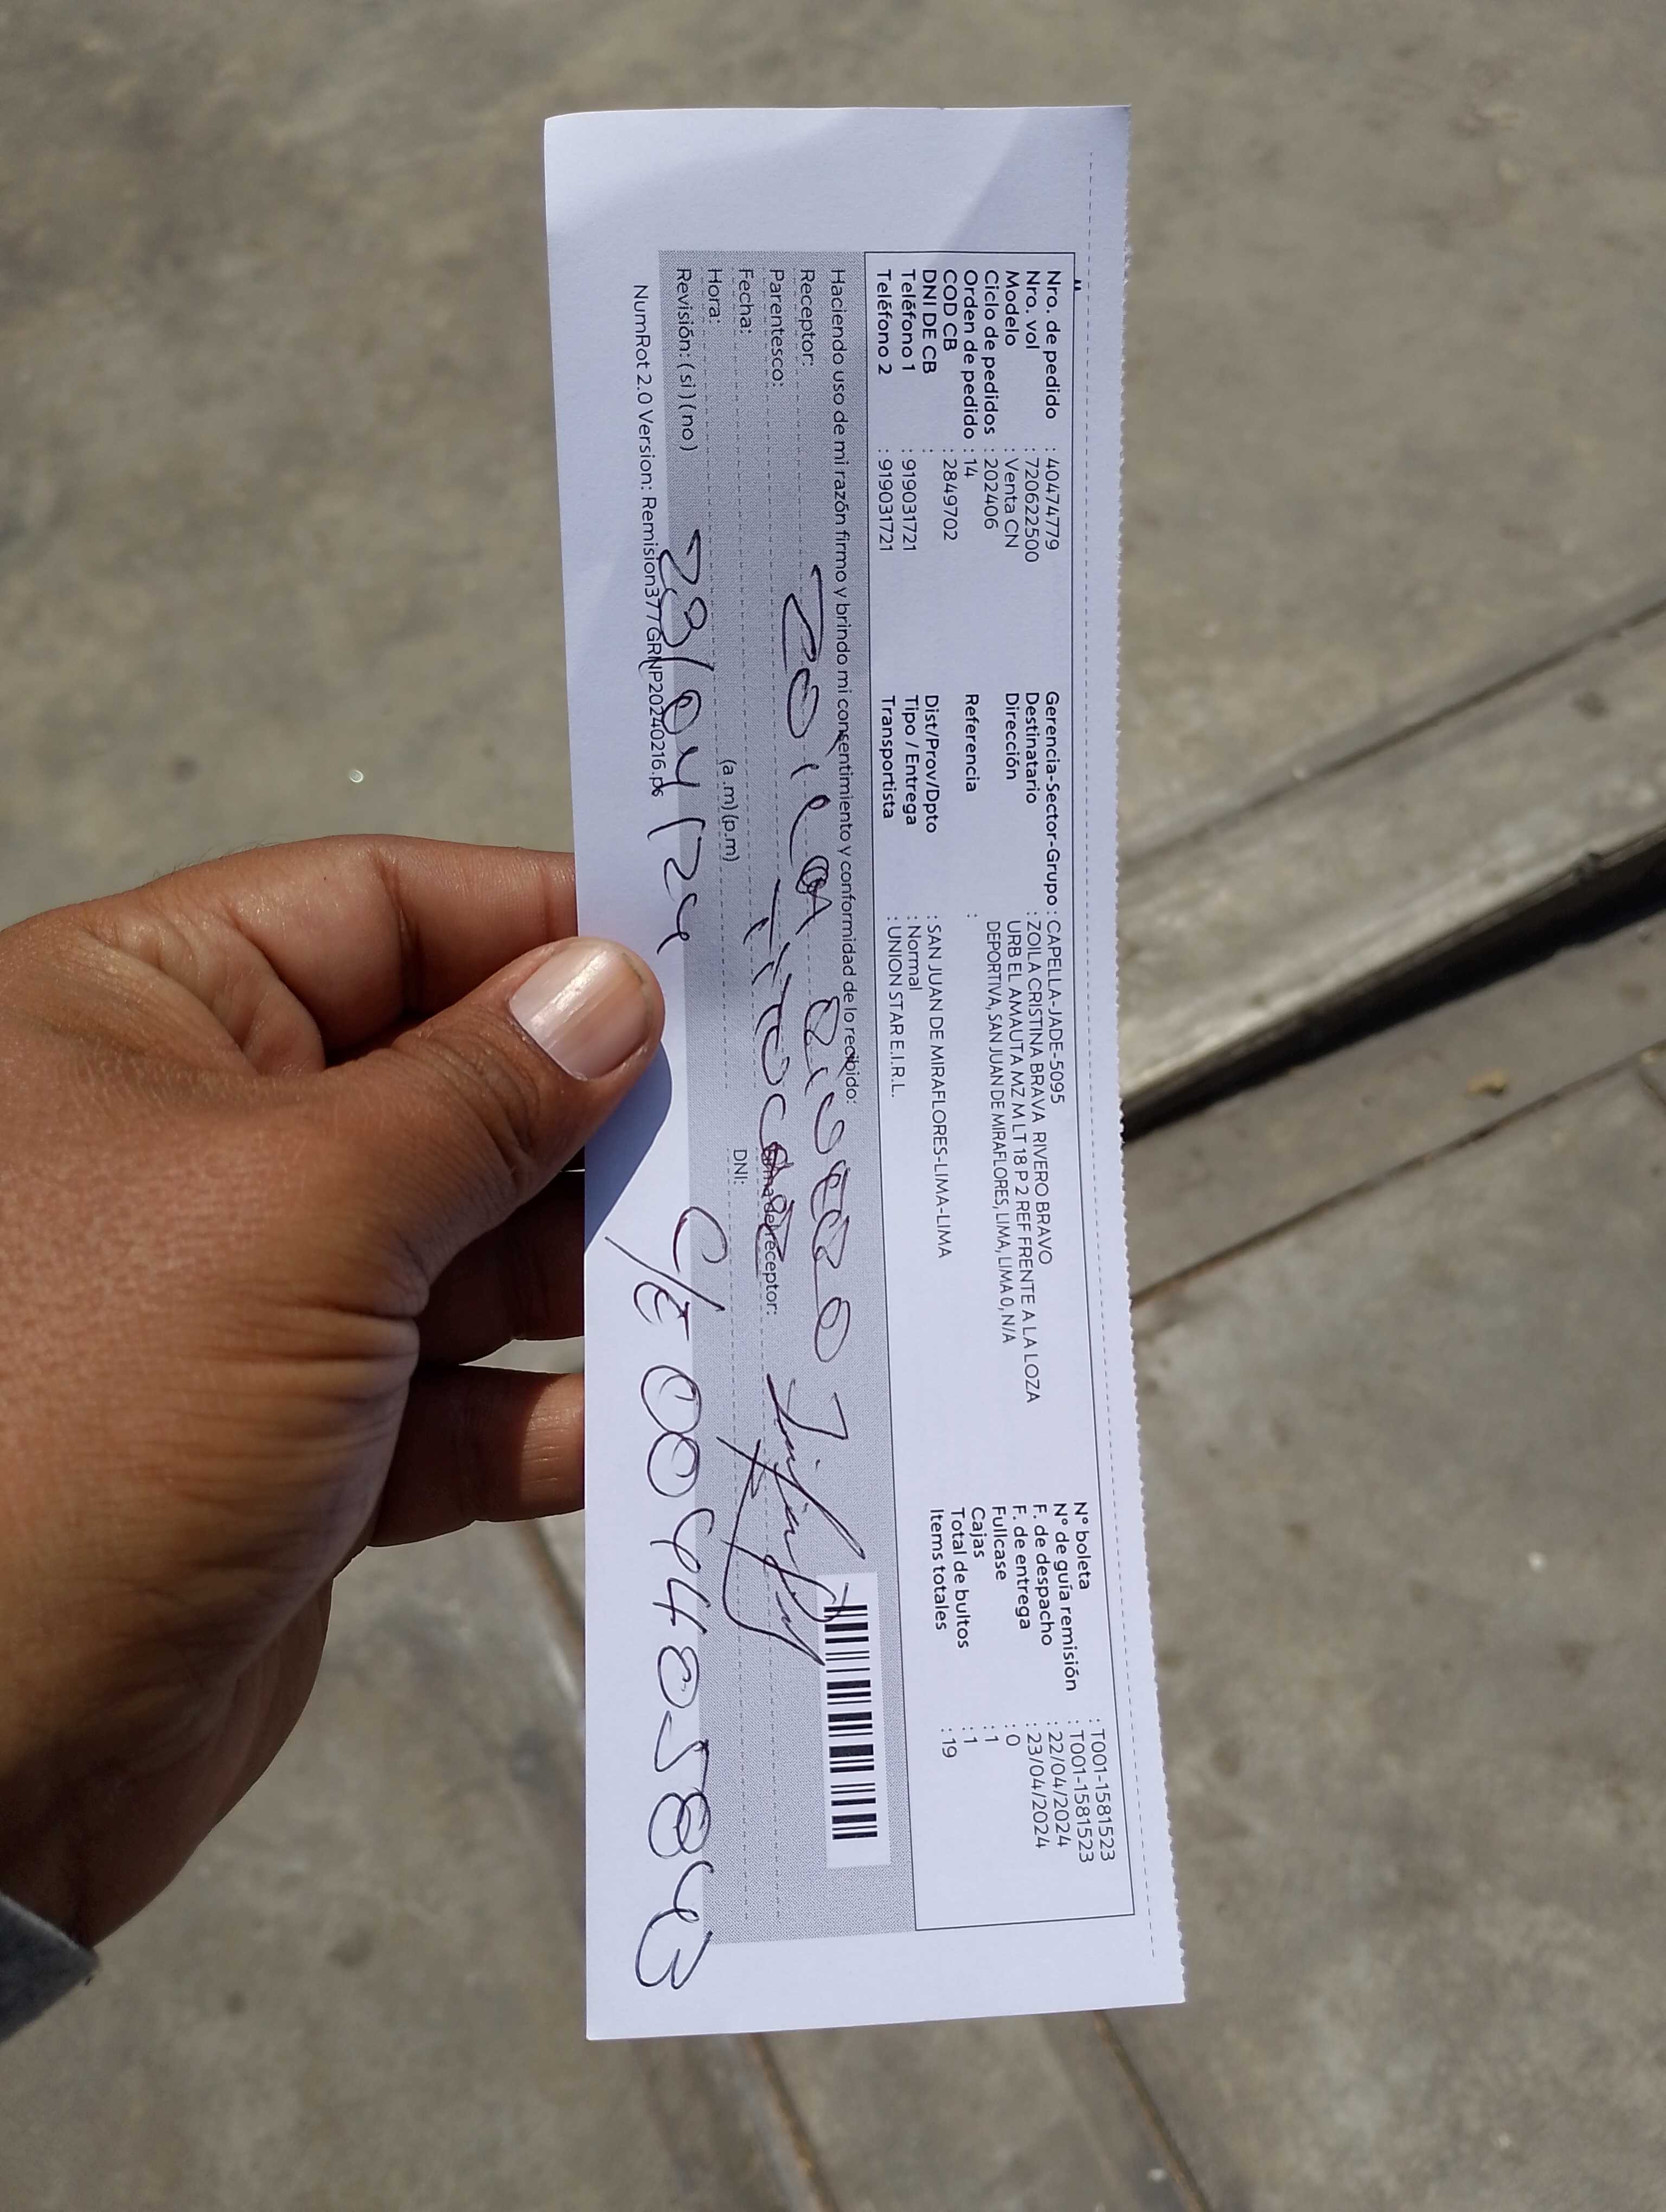 Nro. de pedido : 40474779
Nro. vol : 720622500
Modelo : Venta CN
Ciclo de pedidos : 202406
Orden de pedido : 14
COD CB : 2849702
DNI DE CB :
Teléfono 1 : 919031721
Teléfono 2 : 919031721
Gerencia-Sector-Grupo : CAPELLA-JADE-5095
Destinatario : ZOILA CRISTINA BRAVA RIVERO BRAVO
Dirección : URB EL AMAUTA MZ M LT 18 P 2 REF FRENTE A LA LOZA
DEPORTIVA, SAN JUAN DE MIRAFLORES, LIMA, LIMA 0, N/A
Referencia :
Dist/Prov/Dpto : SAN JUAN DE MIRAFLORES-LIMA-LIMA
Tipo / Entrega : Normal
Transportista : UNION STAR E.I.R.L.
N° boleta : T001-1581523
N° de guía remisión : T001-1581523
F. de despacho : 22/04/2024
F. de entrega : 23/04/2024
Fullcase : 0
Cajas : 1
Total de bultos : 1
Items totales : 19
Haciendo uso de mi razón firmo y brindo mi consentimiento y conformidad de lo recibido:
Receptor: Zoila Rivero
Parentesco: Titular
Firma del receptor:
Fecha: 23/04/24
DNI: C/E 0044805843
Hora: (a.m) (p.m)
Revisión: ( si ) ( no )
NumRot 2.0 Version: Remision377GRNP20240216.ps